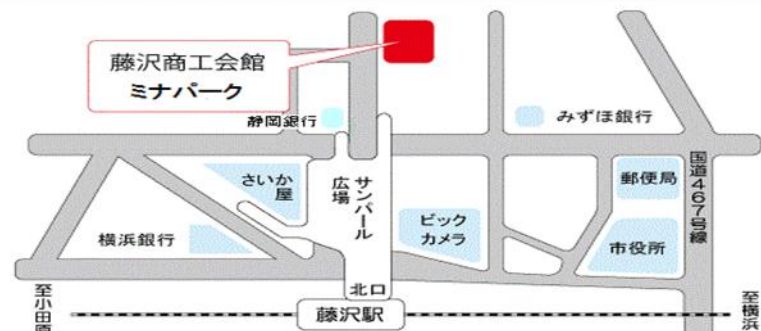 藤沢商工会館
ミナパーク
静岡銀行
みずほ銀行
さいか
屋
サンパール
広場
ビック
カメラ
郵便局
市役所
国道467号線
横浜銀行
北口
藤沢駅
至小田原
至横浜